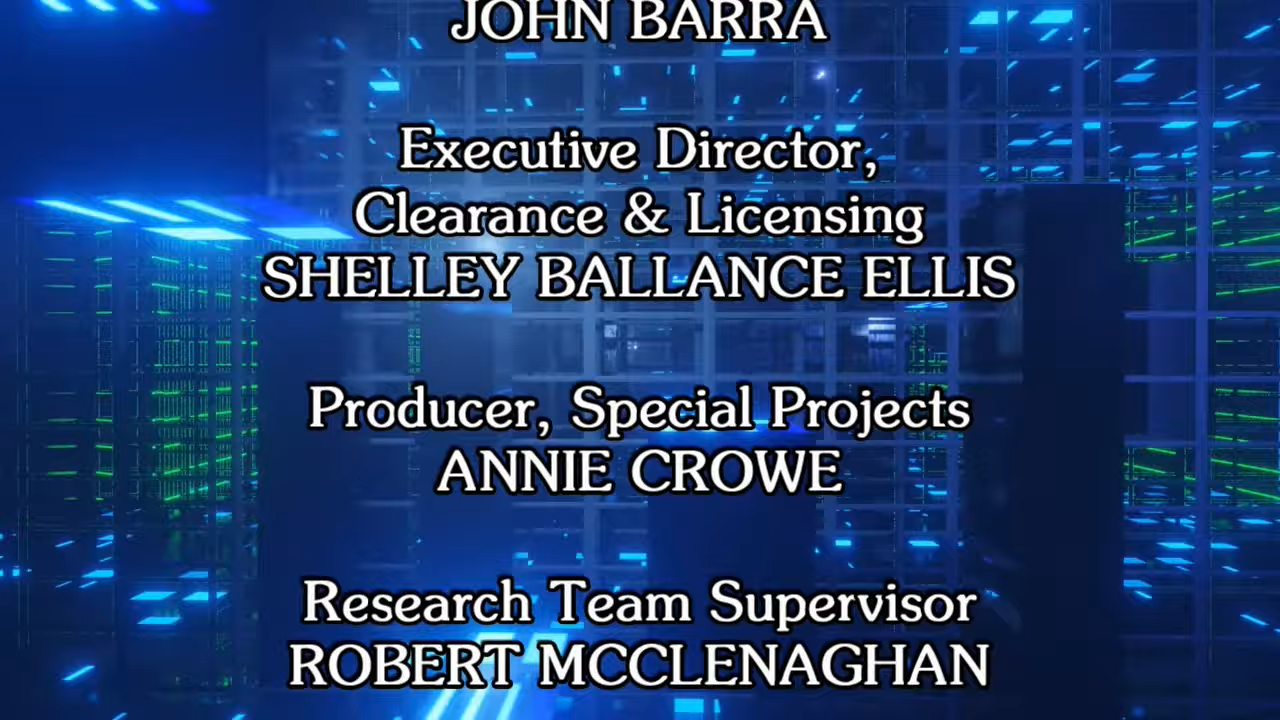 JOHN BARRA
Executive Director,
Clearance & Licensing
SHELLEY BALLANCE ELLIS
Producer, Special Projects
ANNIE CROWE
Research Team Supervisor
ROBERT MCCLENAGHAN